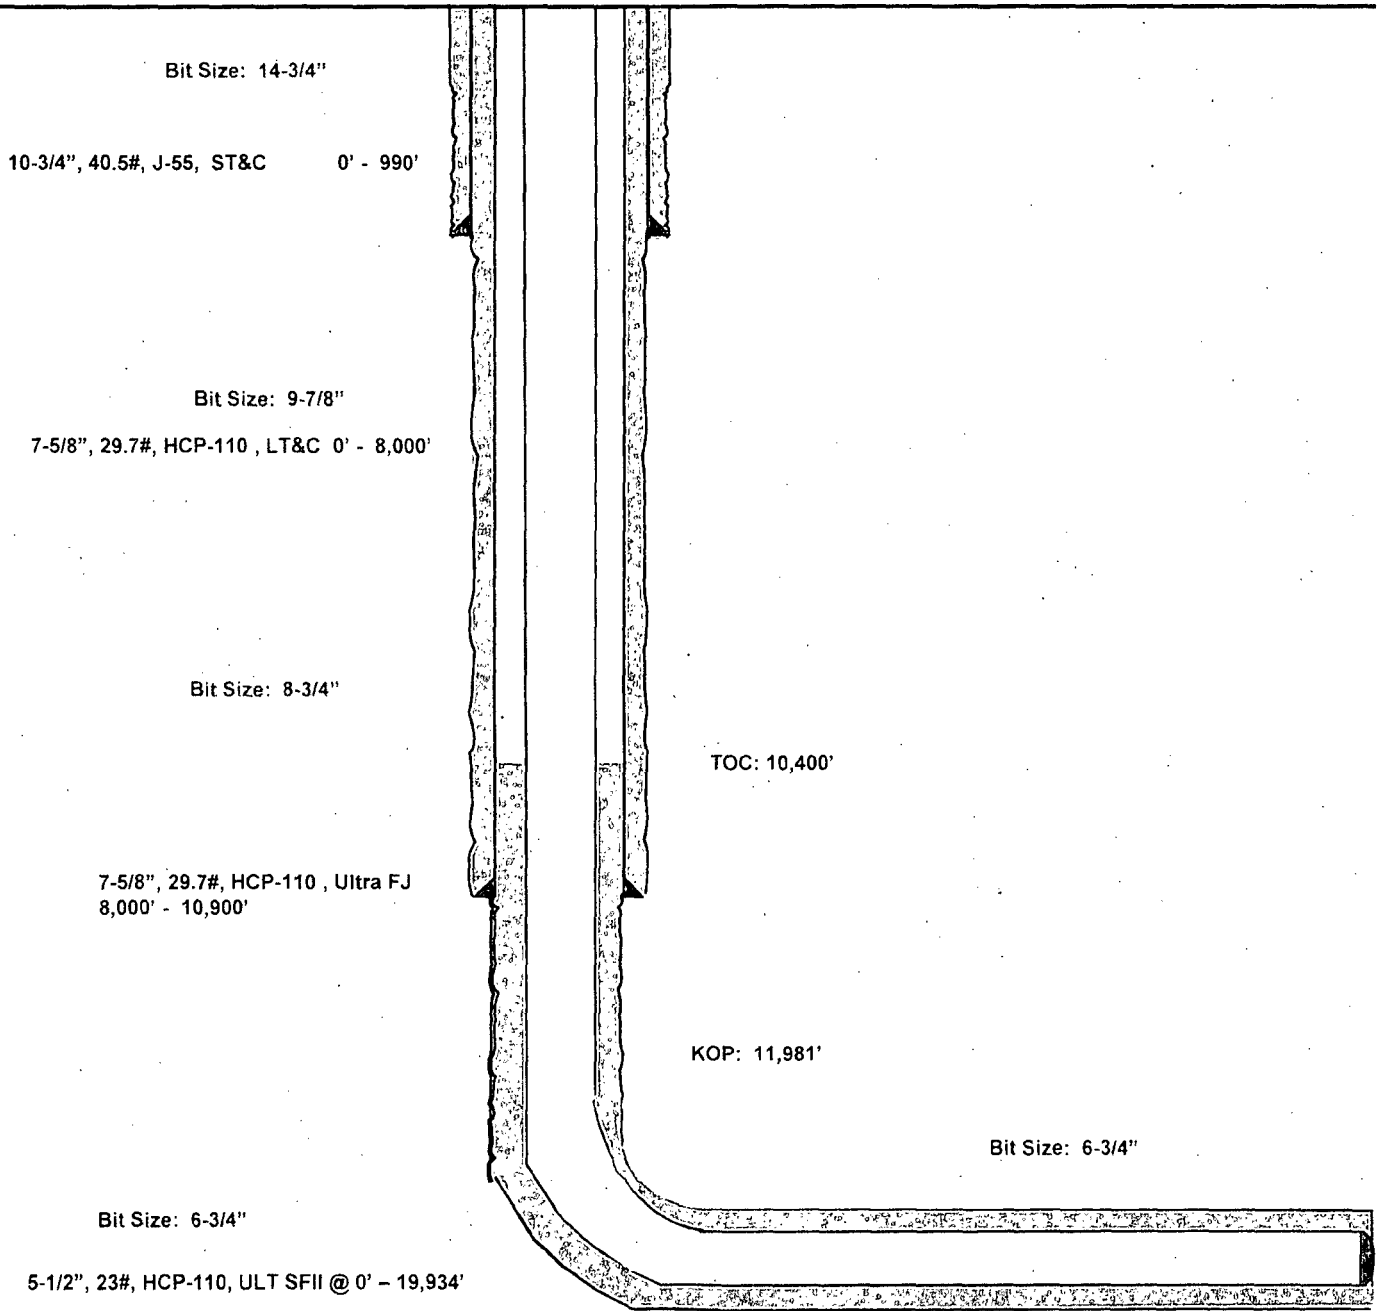 Bit Size: 14-3/4”
10-3/4”, 40.5#, J-55, ST&C 0' - 990'
Bit Size: 9-7/8”
7-5/8”, 29.7#, HCP-110 , LT&C 0' - 8,000'
Bit Size: 8-3/4”
TOC: 10,400'
7-5/8”, 29.7#, HCP-110 , Ultra FJ
8,000' - 10,900'
KOP: 11,981'
Bit Size: 6-3/4”
Bit Size: 6-3/4”
5-1/2”, 23#, HCP-110, ULT SFII @ 0' – 19,934'